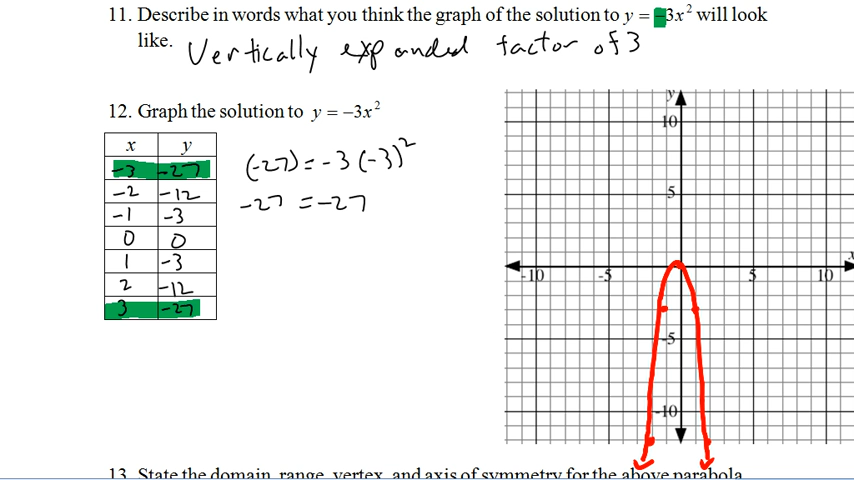 11. Describe in words what you think the graph of the solution to y = −3x² will look
like. Vertically expanded factor of 3
12. Graph the solution to y = −3x²
x y
-3 -27
-2 -12
-1 -3
0 0
1 -3
2 -12
3 -27
(-27) = -3 (-3)²
-27 = -27
y
10
5
-10 -5 5 10 x
-5
-10
13. State the domain, range, vertex, and axis of symmetry for the above parabola